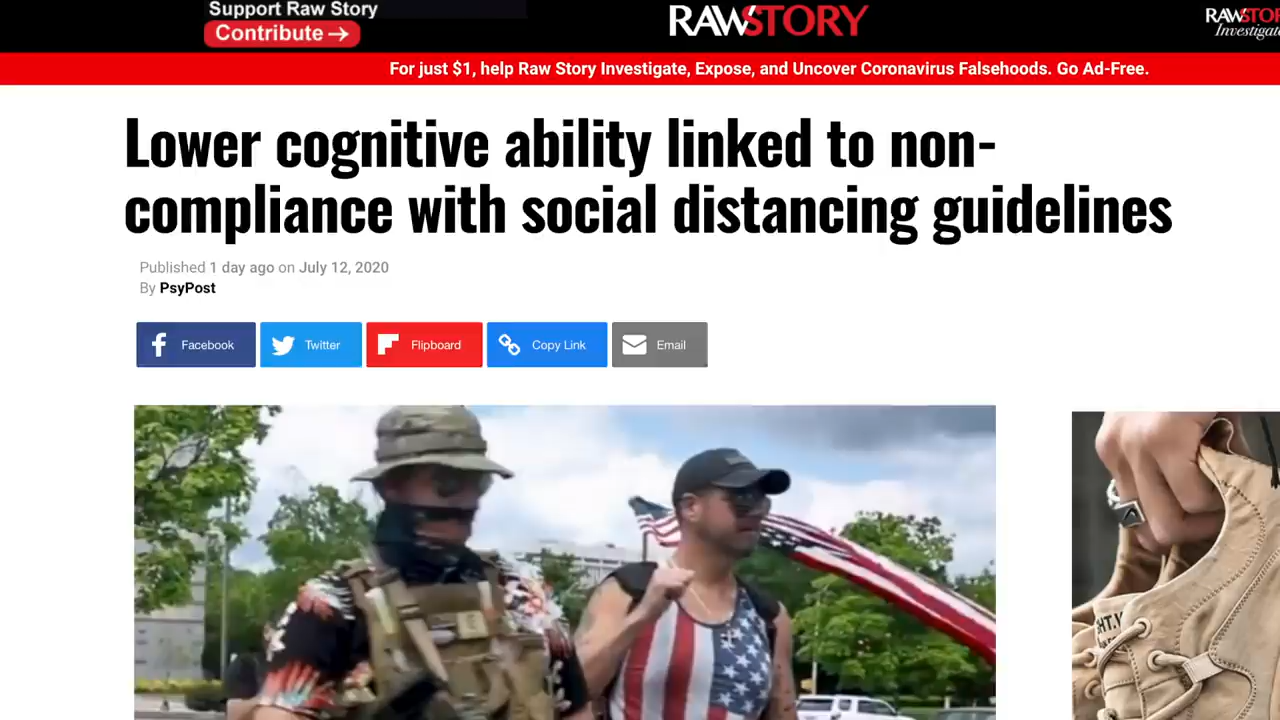 Support Raw Story
Contribute →
RAWSTORY
For just $1, help Raw Story Investigate, Expose, and Uncover Coronavirus Falsehoods. Go Ad-Free.
Lower cognitive ability linked to non-
compliance with social distancing guidelines
Published 1 day ago on July 12, 2020
By PsyPost
Facebook
Twitter
Flipboard
Copy Link
Email